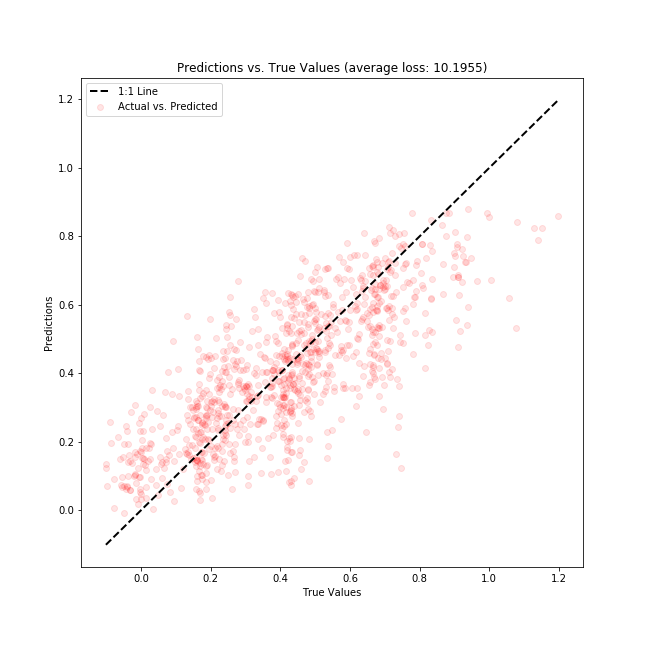 Predictions vs. True Values (average loss: 10.1955)
1:1 Line
Actual vs. Predicted
Predictions
1.2
1.0
0.8
0.6
0.4
0.2
0.0
0.0 0.2 0.4 0.6 0.8 1.0 1.2
True Values